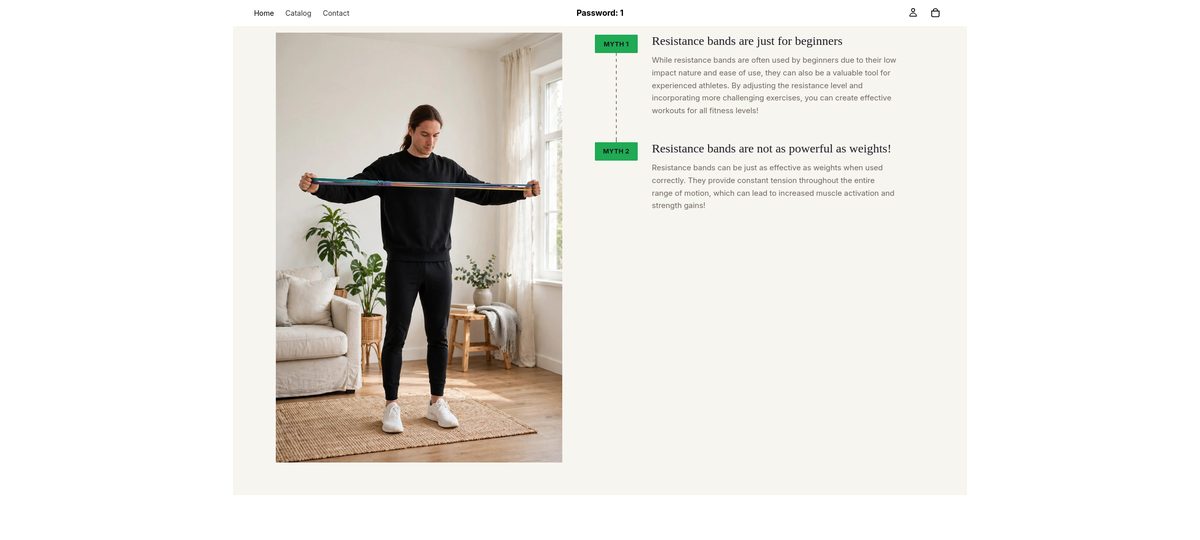 Home Catalog Contact
Password: 1
MYTH 1
Resistance bands are just for beginners
While resistance bands are often used by beginners due to their low
impact nature and ease of use, they can also be a valuable tool for
experienced athletes. By adjusting the resistance level and
incorporating more challenging exercises, you can create effective
workouts for all fitness levels!
MYTH 2
Resistance bands are not as powerful as weights!
Resistance bands can be just as effective as weights when used
correctly. They provide constant tension throughout the entire
range of motion, which can lead to increased muscle activation and
strength gains!